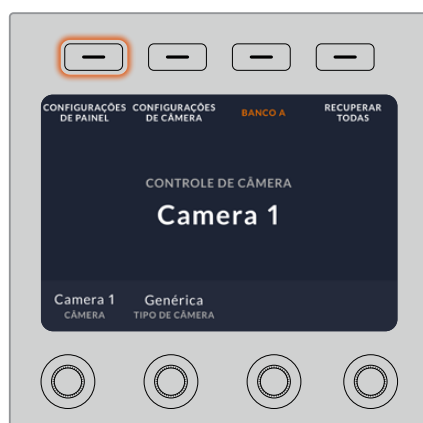 CONFIGURAÇÕES CONFIGURAÇÕES BANCO A RECUPERAR
DE PAINEL DE CÂMERA TODAS
CONTROLE DE CÂMERA
Camera 1
Camera 1 Genérica
CÂMERA TIPO DE CÂMERA